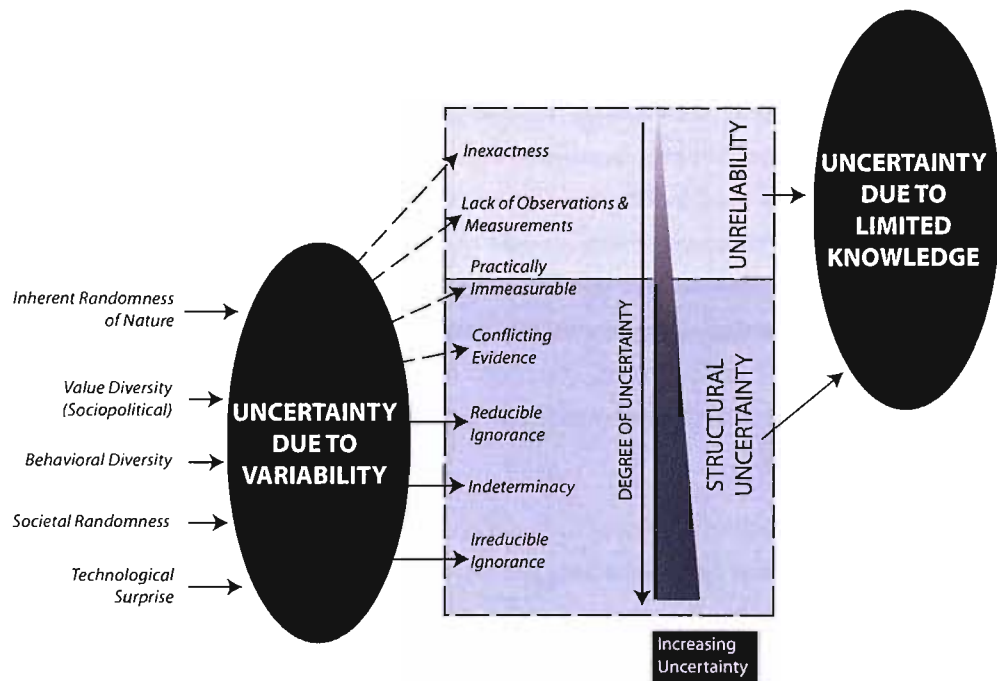 Inherent Randomness
of Nature
Value Diversity
(Sociopolitical)
Behavioral Diversity
Societal Randomness
Technological
Surprise
UNCERTAINTY
DUE TO
VARIABILITY
Inexactness
Lack of Observations &
Measurements
Practically
Immeasurable
Conflicting
Evidence
Reducible
Ignorance
Indeterminacy
Irreducible
Ignorance
DEGREE OF UNCERTAINTY
UNRELIABILITY
STRUCTURAL
UNCERTAINTY
Increasing
Uncertainty
UNCERTAINTY
DUE TO
LIMITED
KNOWLEDGE